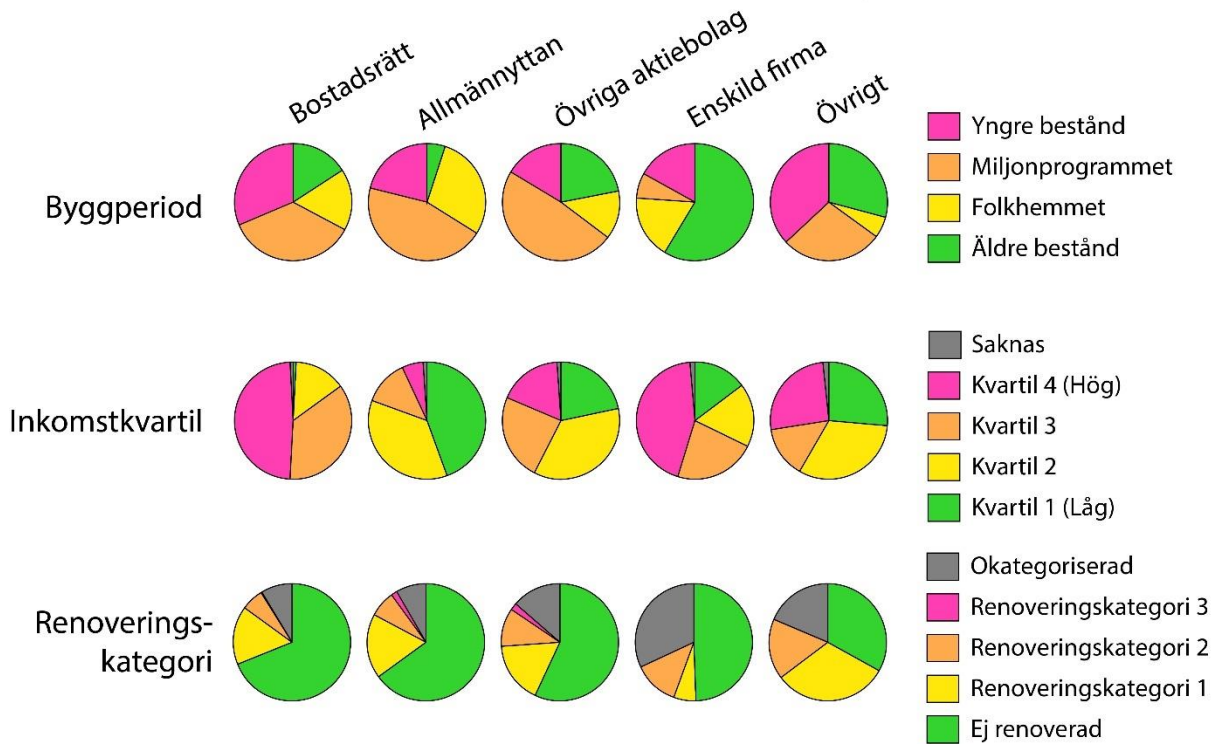 Bostadsrätt
Allmännyttan
Övriga aktiebolag
Enskild firma
Övrigt
Byggperiod
Yngre bestånd
Miljonprogrammet
Folkhemmet
Äldre bestånd
Inkomstkvartil
Saknas
Kvartil 4 (Hög)
Kvartil 3
Kvartil 2
Kvartil 1 (Låg)
Renoverings-
kategori
Okategoriserad
Renoveringskategori 3
Renoveringskategori 2
Renoveringskategori 1
Ej renoverad